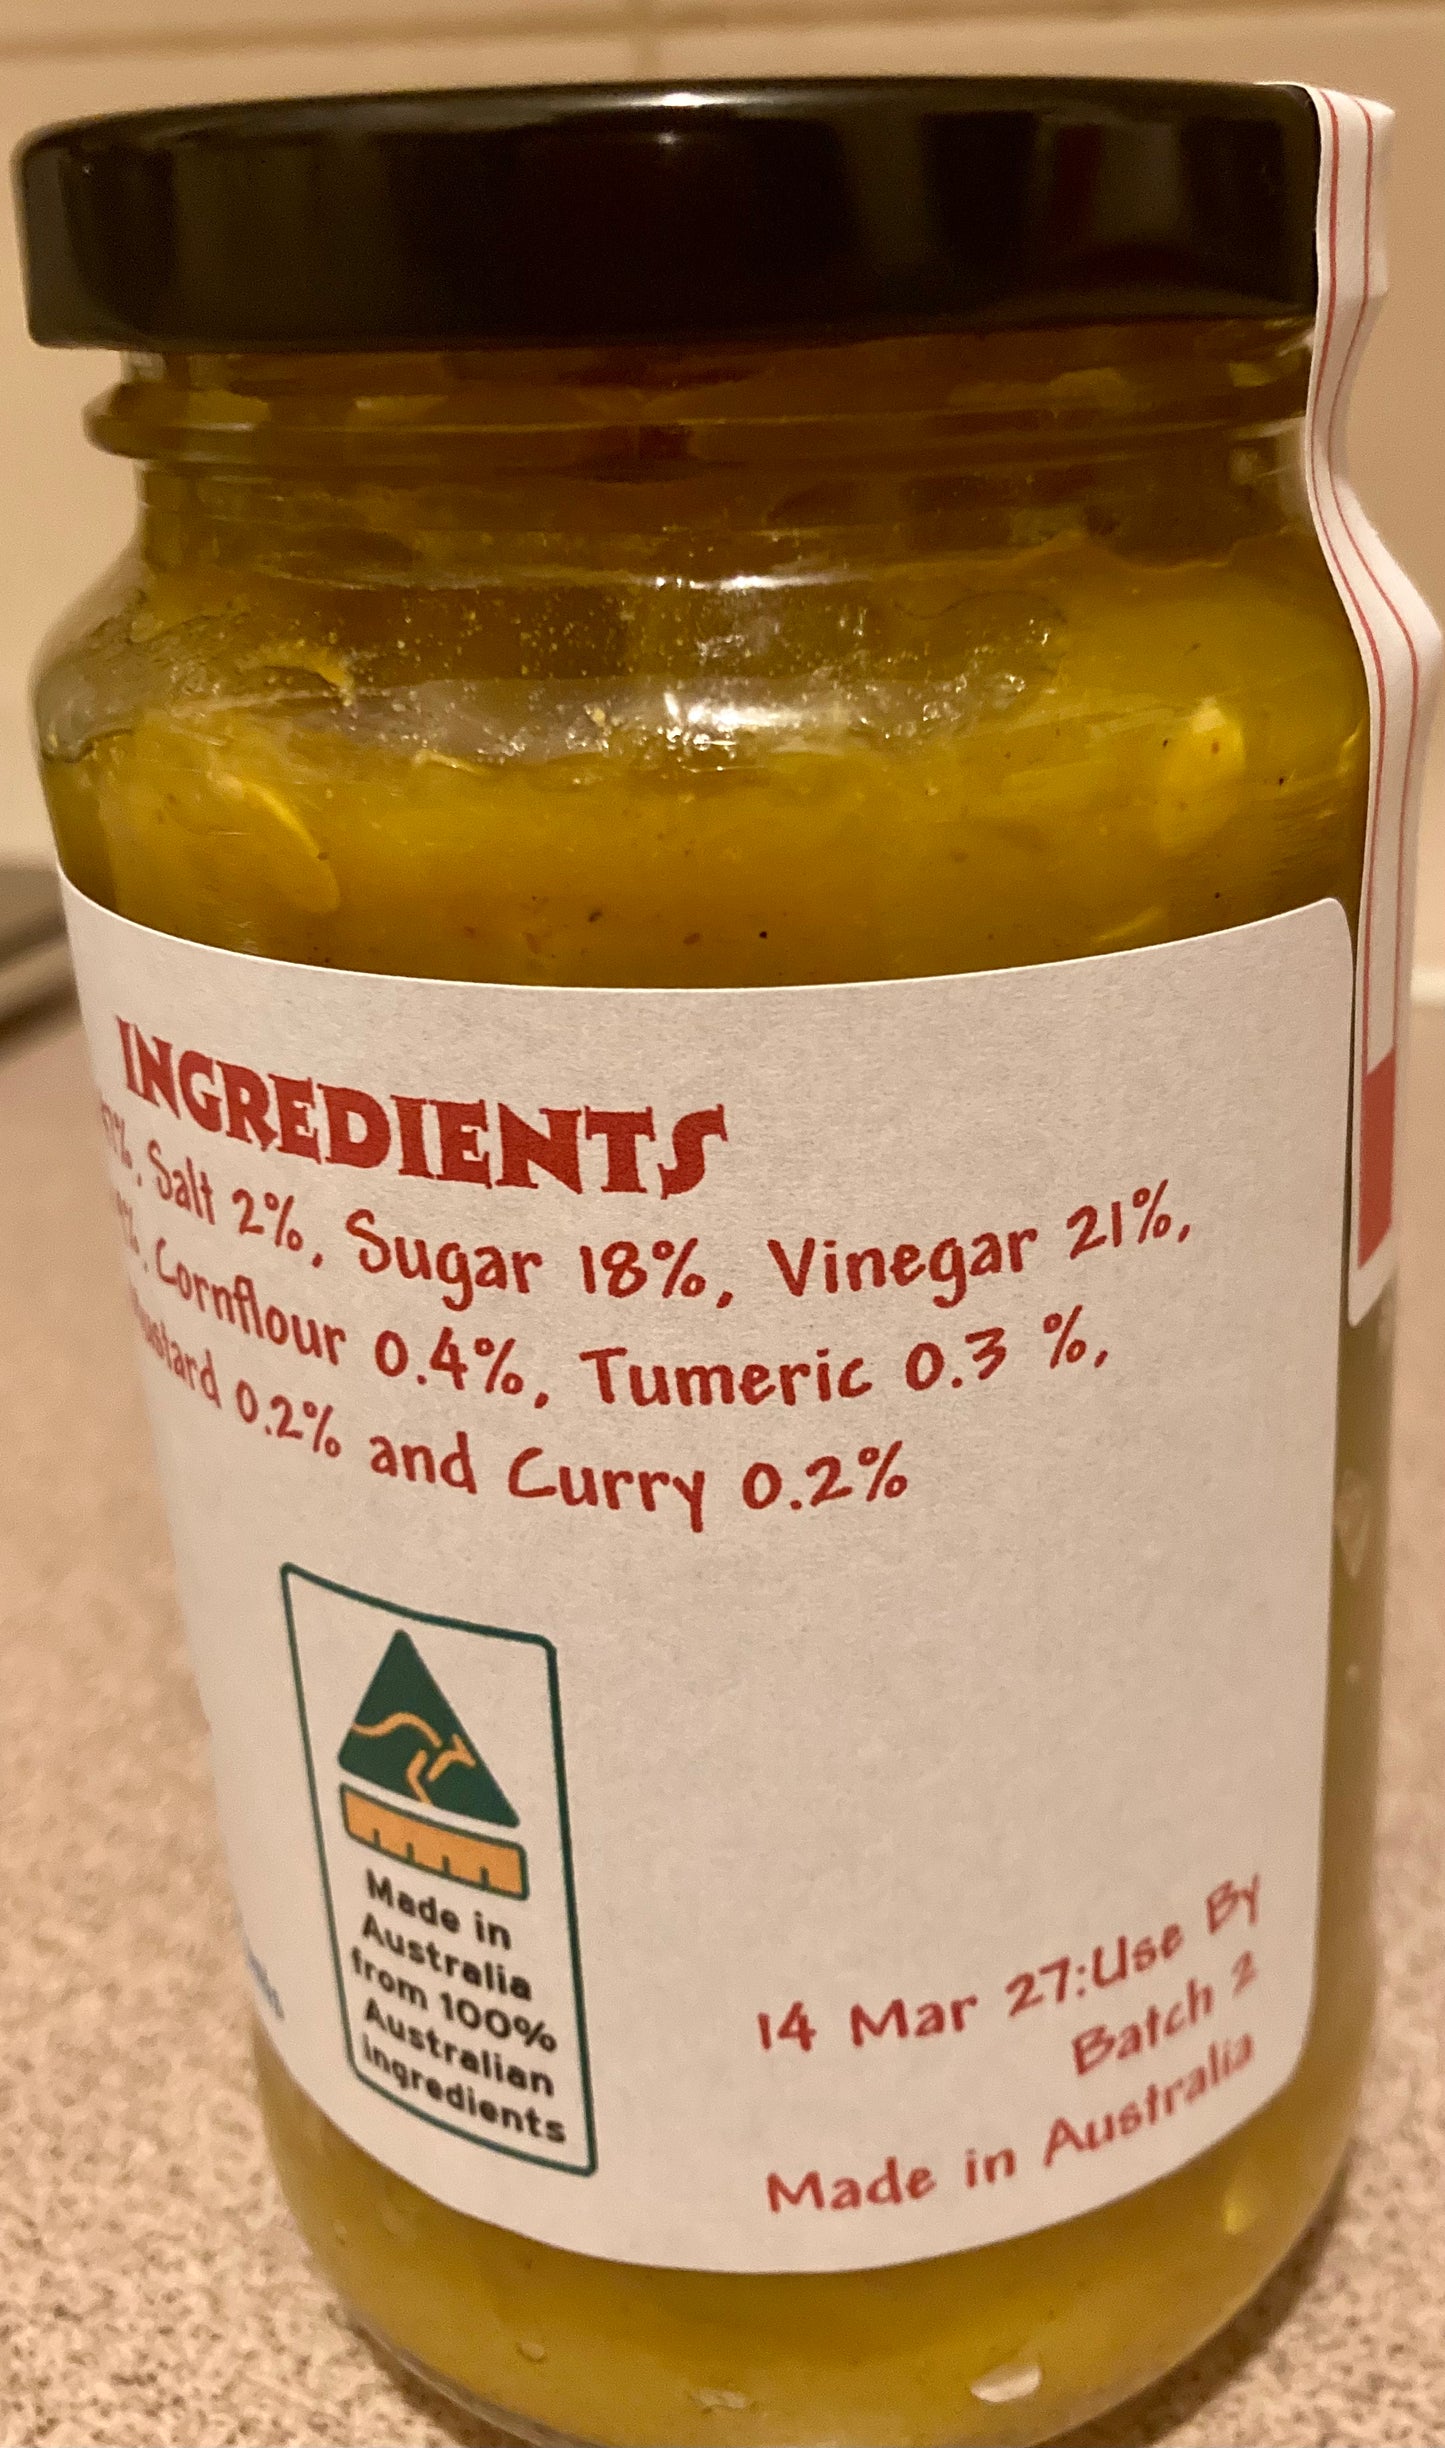 INGREDIENTS
Salt 2%, Sugar 18%, Vinegar 21%,
Cornflour 0.4%, Tumeric 0.3 %,
0.2% and Curry 0.2%
Made in
Australia
from 100%
Australian
ingredients
14 Mar 27:Use By
Batch 2
Made in Australia